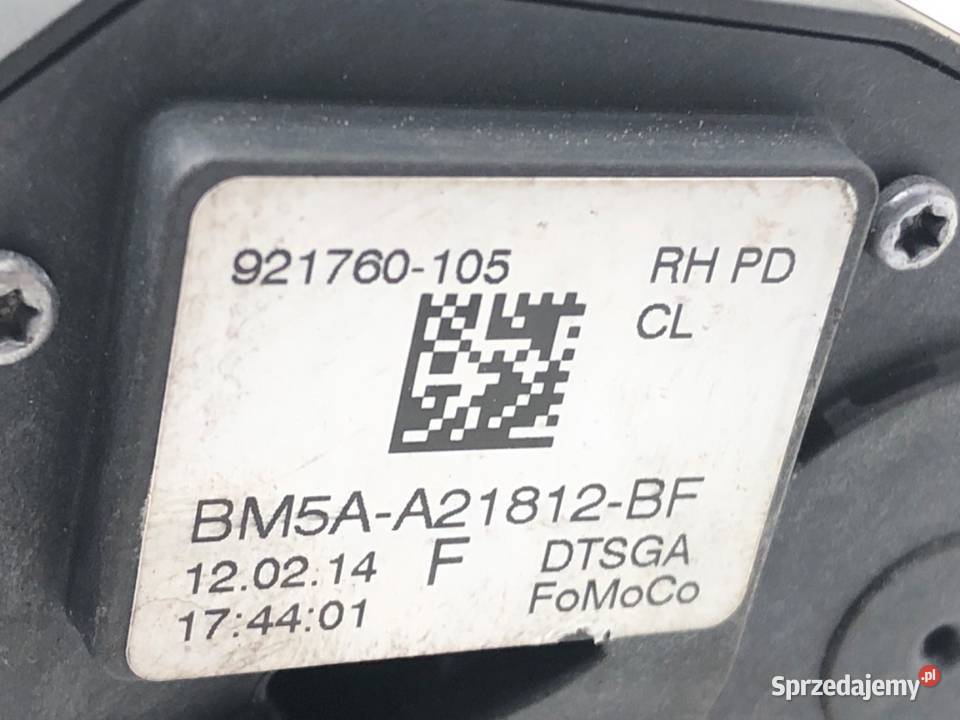 921760-105 RH PD
CL
BM5A-A21812-BF
12.02.14 F DTSGA
17:44:01 FoMoCo
Sprzedajemy.pl